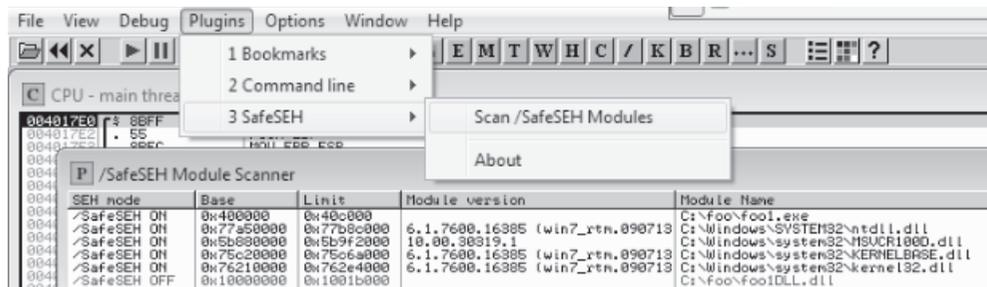 File View Debug Plugins Options Window Help
1 Bookmarks
E M T W H C / K B R ... S ?
2 Command line
C CPU - main threa
3 SafeSEH
Scan /SafeSEH Modules
004017E0 8BFF
004017E2 . 55
8BEC MOV EBP,ESP
About
P /SafeSEH Module Scanner
SEH mode Base Limit Module version Module Name
/SafeSEH ON 0x400000 0x40c000 C:\foo\foo1.exe
/SafeSEH ON 0x77a50000 0x77b8c000 6.1.7600.16385 (win7_rtm.090713 C:\Windows\SYSTEM32\ntdll.dll
/SafeSEH ON 0x5b880000 0x5b9f2000 10.00.30319.1 C:\Windows\system32\MSVCR100D.dll
/SafeSEH ON 0x75c20000 0x75c6a000 6.1.7600.16385 (win7_rtm.090713 C:\Windows\system32\KERNELBASE.dll
/SafeSEH ON 0x76210000 0x762e4000 6.1.7600.16385 (win7_rtm.090713 C:\Windows\system32\kernel32.dll
/SafeSEH OFF 0x10000000 0x1001b000 C:\foo\foo1DLL.dll